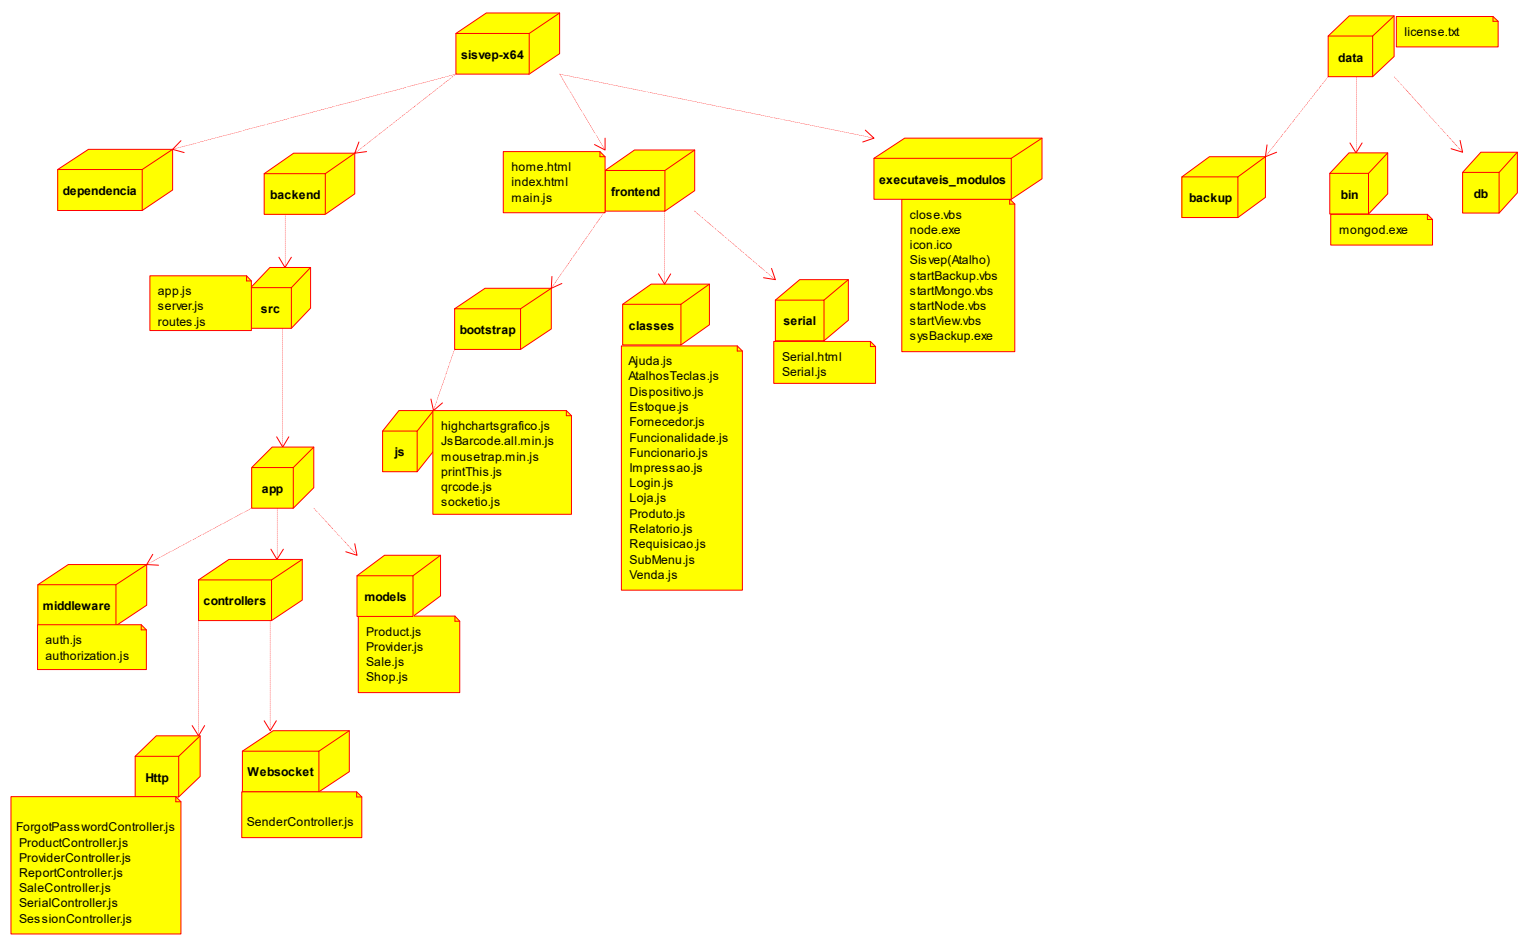 sisvep-x64
data
license.txt
dependencia
backend
home.html
index.html
main.js
frontend
executaveis_modulos
close.vbs
node.exe
icon.ico
Sisvep(Atalho)
startBackup.vbs
startMongo.vbs
startNode.vbs
startView.vbs
sysBackup.exe
backup
bin
mongod.exe
db
app.js
server.js
routes.js
src
bootstrap
classes
Ajuda.js
AtalhosTeclas.js
Dispositivo.js
Estoque.js
Fornecedor.js
Funcionalidade.js
Funcionario.js
Impressao.js
Login.js
Loja.js
Produto.js
Relatorio.js
Requisicao.js
SubMenu.js
Venda.js
serial
Serial.html
Serial.js
js
highchartsgrafico.js
JsBarcode.all.min.js
mousetrap.min.js
printThis.js
qrcode.js
socketio.js
app
middleware
auth.js
authorization.js
controllers
models
Product.js
Provider.js
Sale.js
Shop.js
Http
ForgotPasswordController.js
ProductController.js
ProviderController.js
ReportController.js
SaleController.js
SerialController.js
SessionController.js
Websocket
SenderController.js